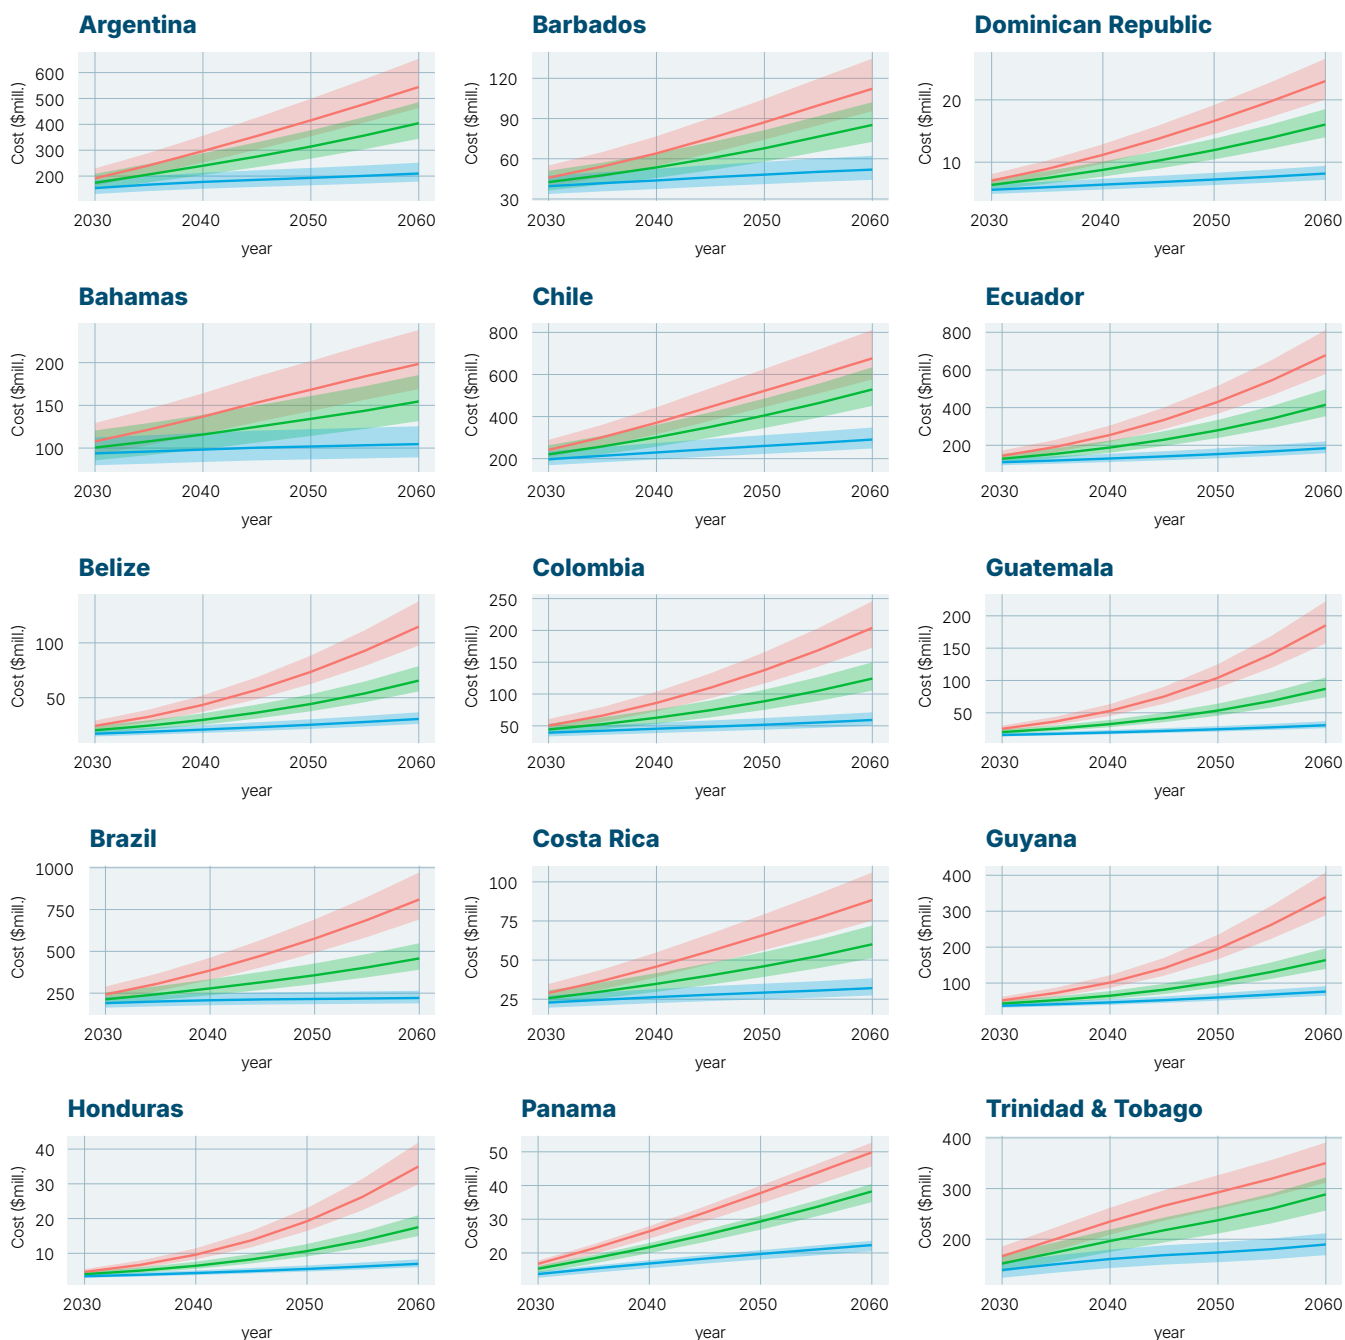 Argentina
Barbados
Dominican Republic
Cost ($mill.)
600
500
400
300
200
2030
2040
2050
2060
year
Cost ($mill.)
120
90
60
30
2030
2040
2050
2060
year
Cost ($mill.)
20
10
2030
2040
2050
2060
year
Bahamas
Chile
Ecuador
Cost ($mill.)
200
150
100
2030
2040
2050
2060
year
Cost ($mill.)
800
600
400
200
2030
2040
2050
2060
year
Cost ($mill.)
800
600
400
200
2030
2040
2050
2060
year
Belize
Colombia
Guatemala
Cost ($mill.)
100
50
2030
2040
2050
2060
year
Cost ($mill.)
250
200
150
100
50
2030
2040
2050
2060
year
Cost ($mill.)
200
150
100
50
2030
2040
2050
2060
year
Brazil
Costa Rica
Guyana
Cost ($mill.)
1000
750
500
250
2030
2040
2050
2060
year
Cost ($mill.)
100
75
50
25
2030
2040
2050
2060
year
Cost ($mill.)
400
300
200
100
2030
2040
2050
2060
year
Honduras
Panama
Trinidad & Tobago
Cost ($mill.)
40
30
20
10
2030
2040
2050
2060
year
Cost ($mill.)
50
40
30
20
2030
2040
2050
2060
year
Cost ($mill.)
400
300
200
2030
2040
2050
2060
year